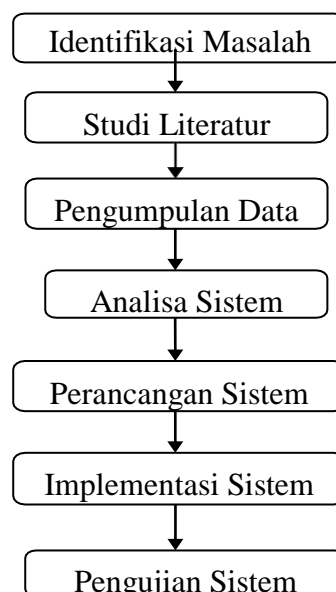 Identifikasi Masalah
Studi Literatur
Pengumpulan Data
Analisa Sistem
Perancangan Sistem
Implementasi Sistem
Pengujian Sistem